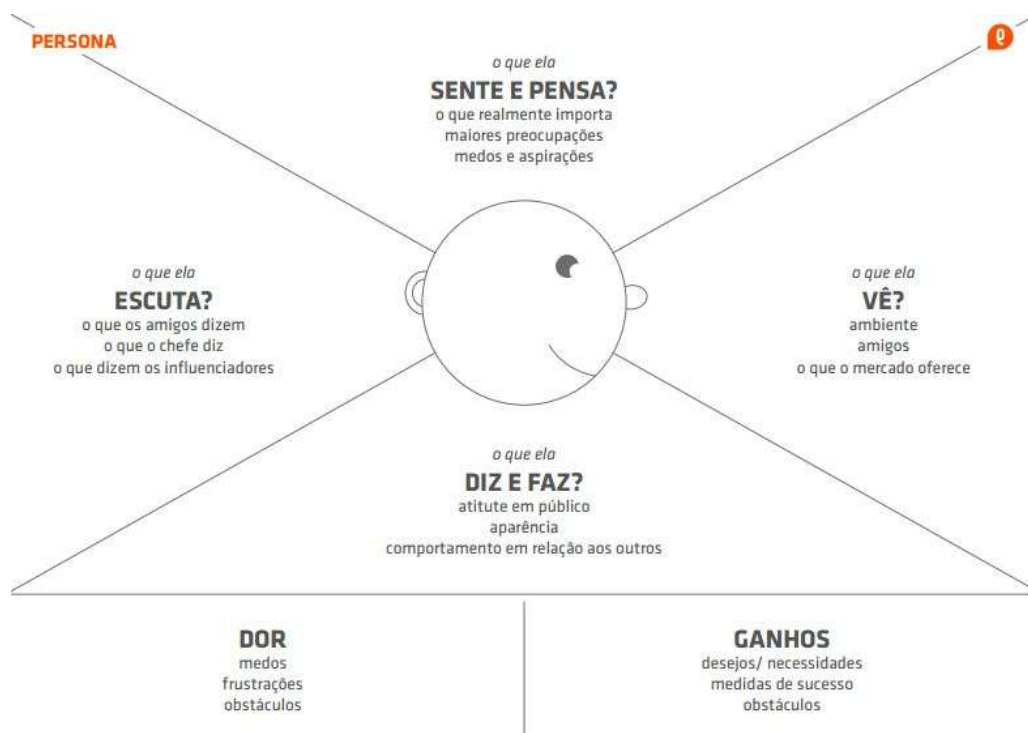 PERSONA
o que ela
SENTE E PENSA?
o que realmente importa
maiores preocupações
medos e aspirações
o que ela
ESCUTA?
o que os amigos dizem
o que o chefe diz
o que dizem os influenciadores
o que ela
VÊ?
ambiente
amigos
o que o mercado oferece
o que ela
DIZ E FAZ?
atitute em público
aparência
comportamento em relação aos outros
DOR
medos
frustrações
obstáculos
GANHOS
desejos/ necessidades
medidas de sucesso
obstáculos